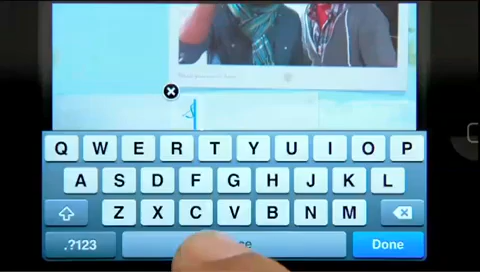 Q W E R T Y U I O P
A S D F G H J K L
Z X C V B N M
.?123 Done